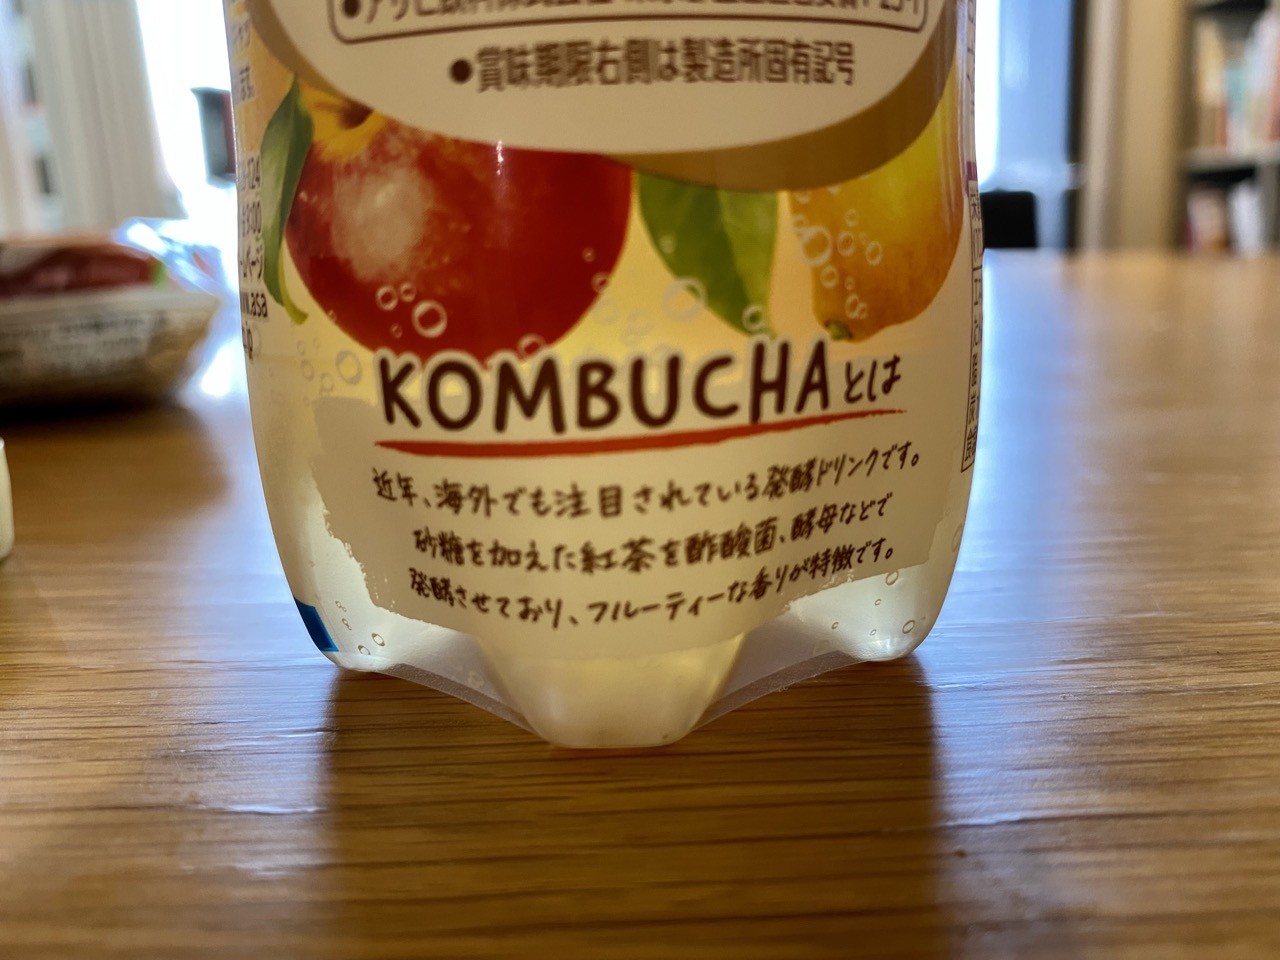 ●賞味期限右側は製造所固有記号
KOMBUCHAとは
近年、海外でも注目されている発酵ドリンクです。
砂糖を加えた紅茶を酢酸菌、酵母などで
発酵させており、フルーティーな香りが特徴です。